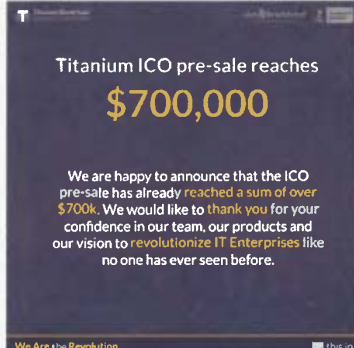 T
Titanium ICO pre-sale reaches
$700,000
We are happy to announce that the ICO
pre-sale has already reached a sum of over
$700k. We would like to thank you for your
confidence in our team, our products and
our vision to revolutionize IT Enterprises like
no one has ever seen before.
We Are the Revolution
this in